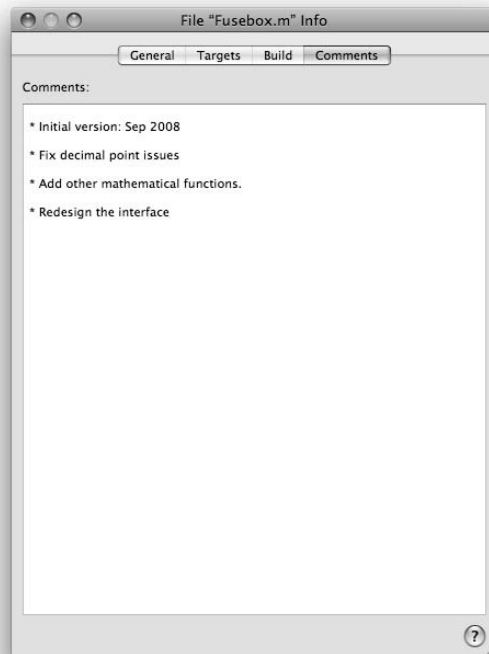 File “Fusebox.m” Info
General Targets Build Comments
Comments:
* Initial version: Sep 2008
* Fix decimal point issues
* Add other mathematical functions.
* Redesign the interface
?